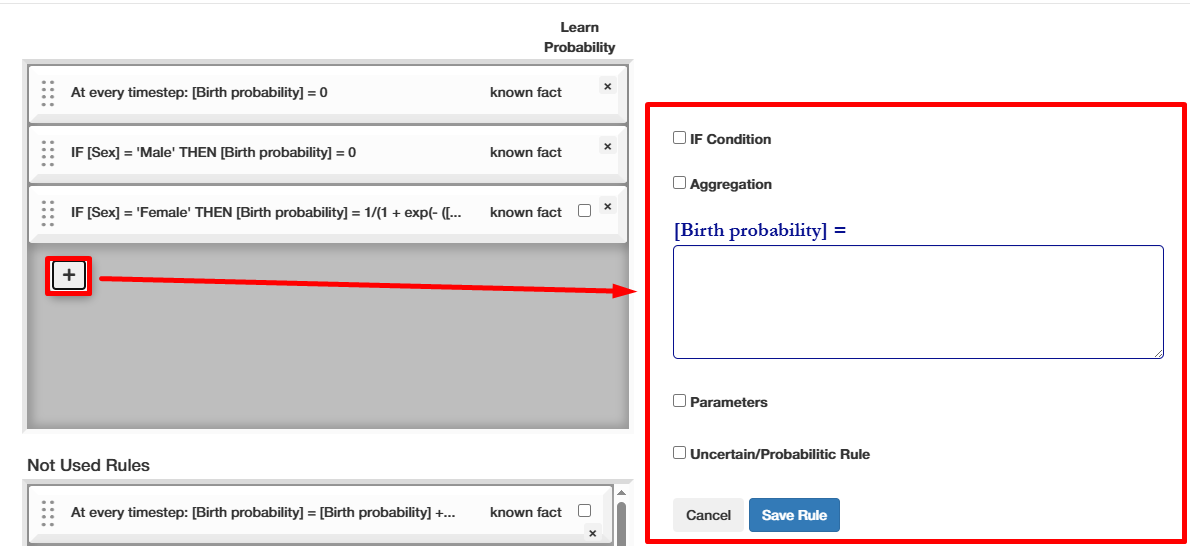 Learn
Probability
At every timestep: [Birth probability] = 0 known fact ×
IF [Sex] = 'Male' THEN [Birth probability] = 0 known fact ×
IF [Sex] = 'Female' THEN [Birth probability] = 1/(1 + exp(- ([... known fact ×
+
Not Used Rules
At every timestep: [Birth probability] = [Birth probability] +... known fact
×
IF Condition
Aggregation
[Birth probability] =
Parameters
Uncertain/Probabilitic Rule
Cancel Save Rule